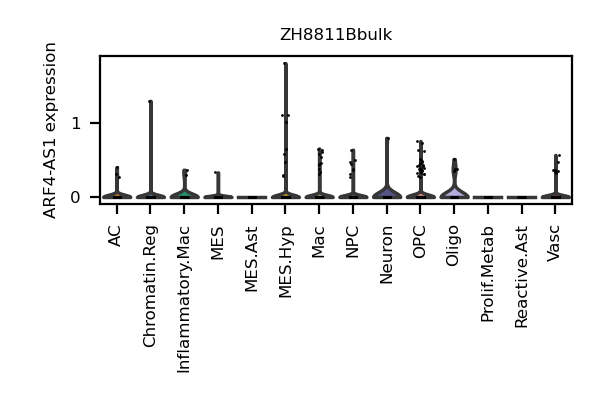 ZH8811Bbulk
ARF4-AS1 expression
1
0
AC
Chromatin.Reg
Inflammatory.Mac
MES
MES.Ast
MES.Hyp
Mac
NPC
Neuron
OPC
Oligo
Prolif.Metab
Reactive.Ast
Vasc